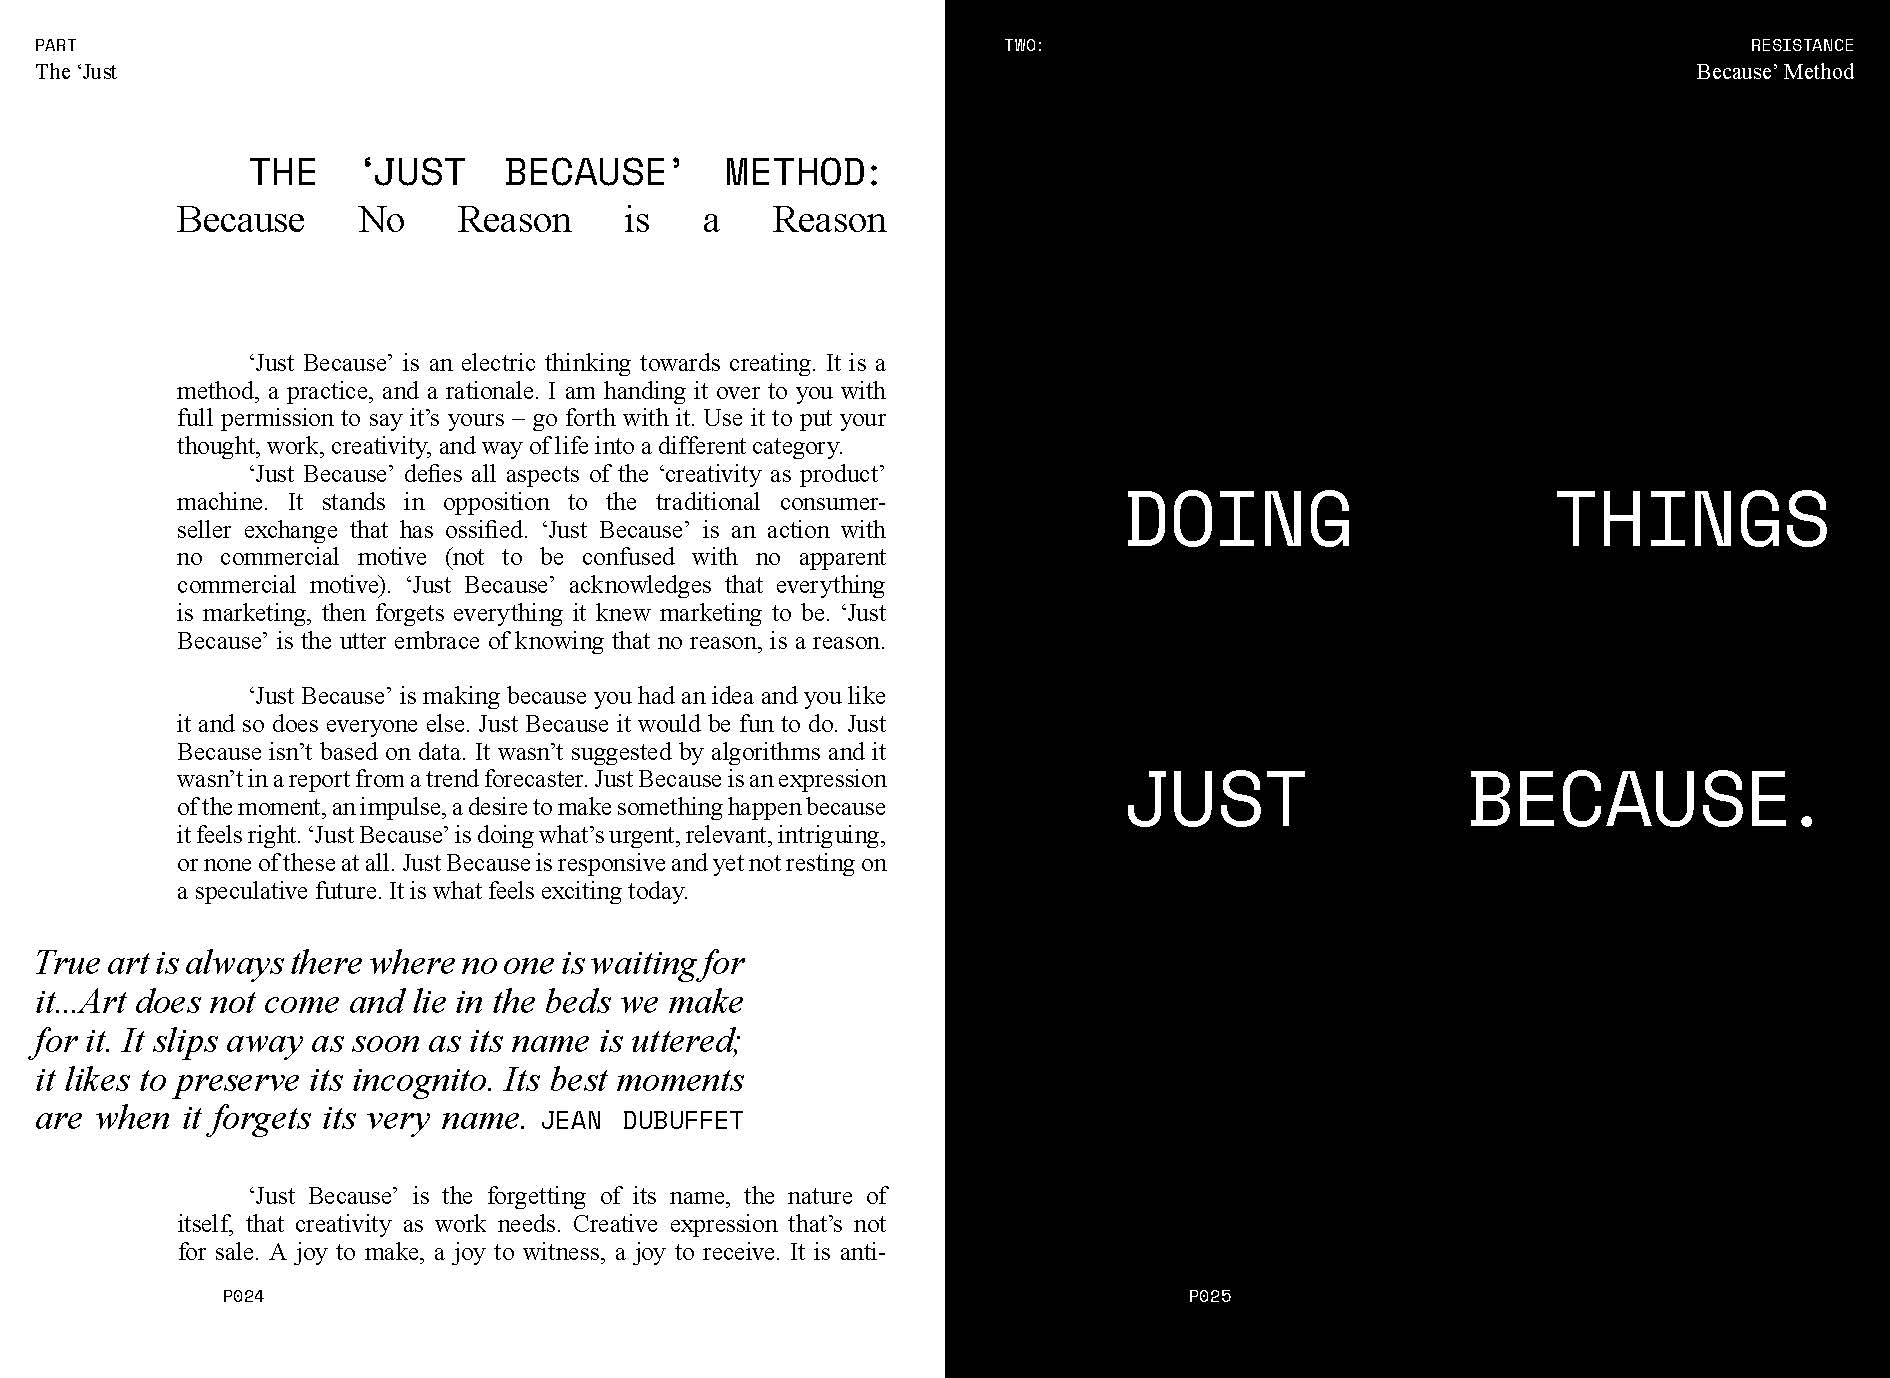 PART
The ‘Just
THE ‘JUST BECAUSE’ METHOD:
Because No Reason is a Reason
‘Just Because’ is an electric thinking towards creating. It is a
method, a practice, and a rationale. I am handing it over to you with
full permission to say it’s yours – go forth with it. Use it to put your
thought, work, creativity, and way of life into a different category.
‘Just Because’ defies all aspects of the ‘creativity as product’
machine. It stands in opposition to the traditional consumer-
seller exchange that has ossified. ‘Just Because’ is an action with
no commercial motive (not to be confused with no apparent
commercial motive). ‘Just Because’ acknowledges that everything
is marketing, then forgets everything it knew marketing to be. ‘Just
Because’ is the utter embrace of knowing that no reason, is a reason.
‘Just Because’ is making because you had an idea and you like
it and so does everyone else. Just Because it would be fun to do. Just
Because isn’t based on data. It wasn’t suggested by algorithms and it
wasn’t in a report from a trend forecaster. Just Because is an expression
of the moment, an impulse, a desire to make something happen because
it feels right. ‘Just Because’ is doing what’s urgent, relevant, intriguing,
or none of these at all. Just Because is responsive and yet not resting on
a speculative future. It is what feels exciting today.
True art is always there where no one is waiting for
it...Art does not come and lie in the beds we make
for it. It slips away as soon as its name is uttered;
it likes to preserve its incognito. Its best moments
are when it forgets its very name. JEAN DUBUFFET
‘Just Because’ is the forgetting of its name, the nature of
itself, that creativity as work needs. Creative expression that’s not
for sale. A joy to make, a joy to witness, a joy to receive. It is anti-
P024
TWO:
RESISTANCE
Because’ Method
DOING THINGS
JUST BECAUSE.
P025